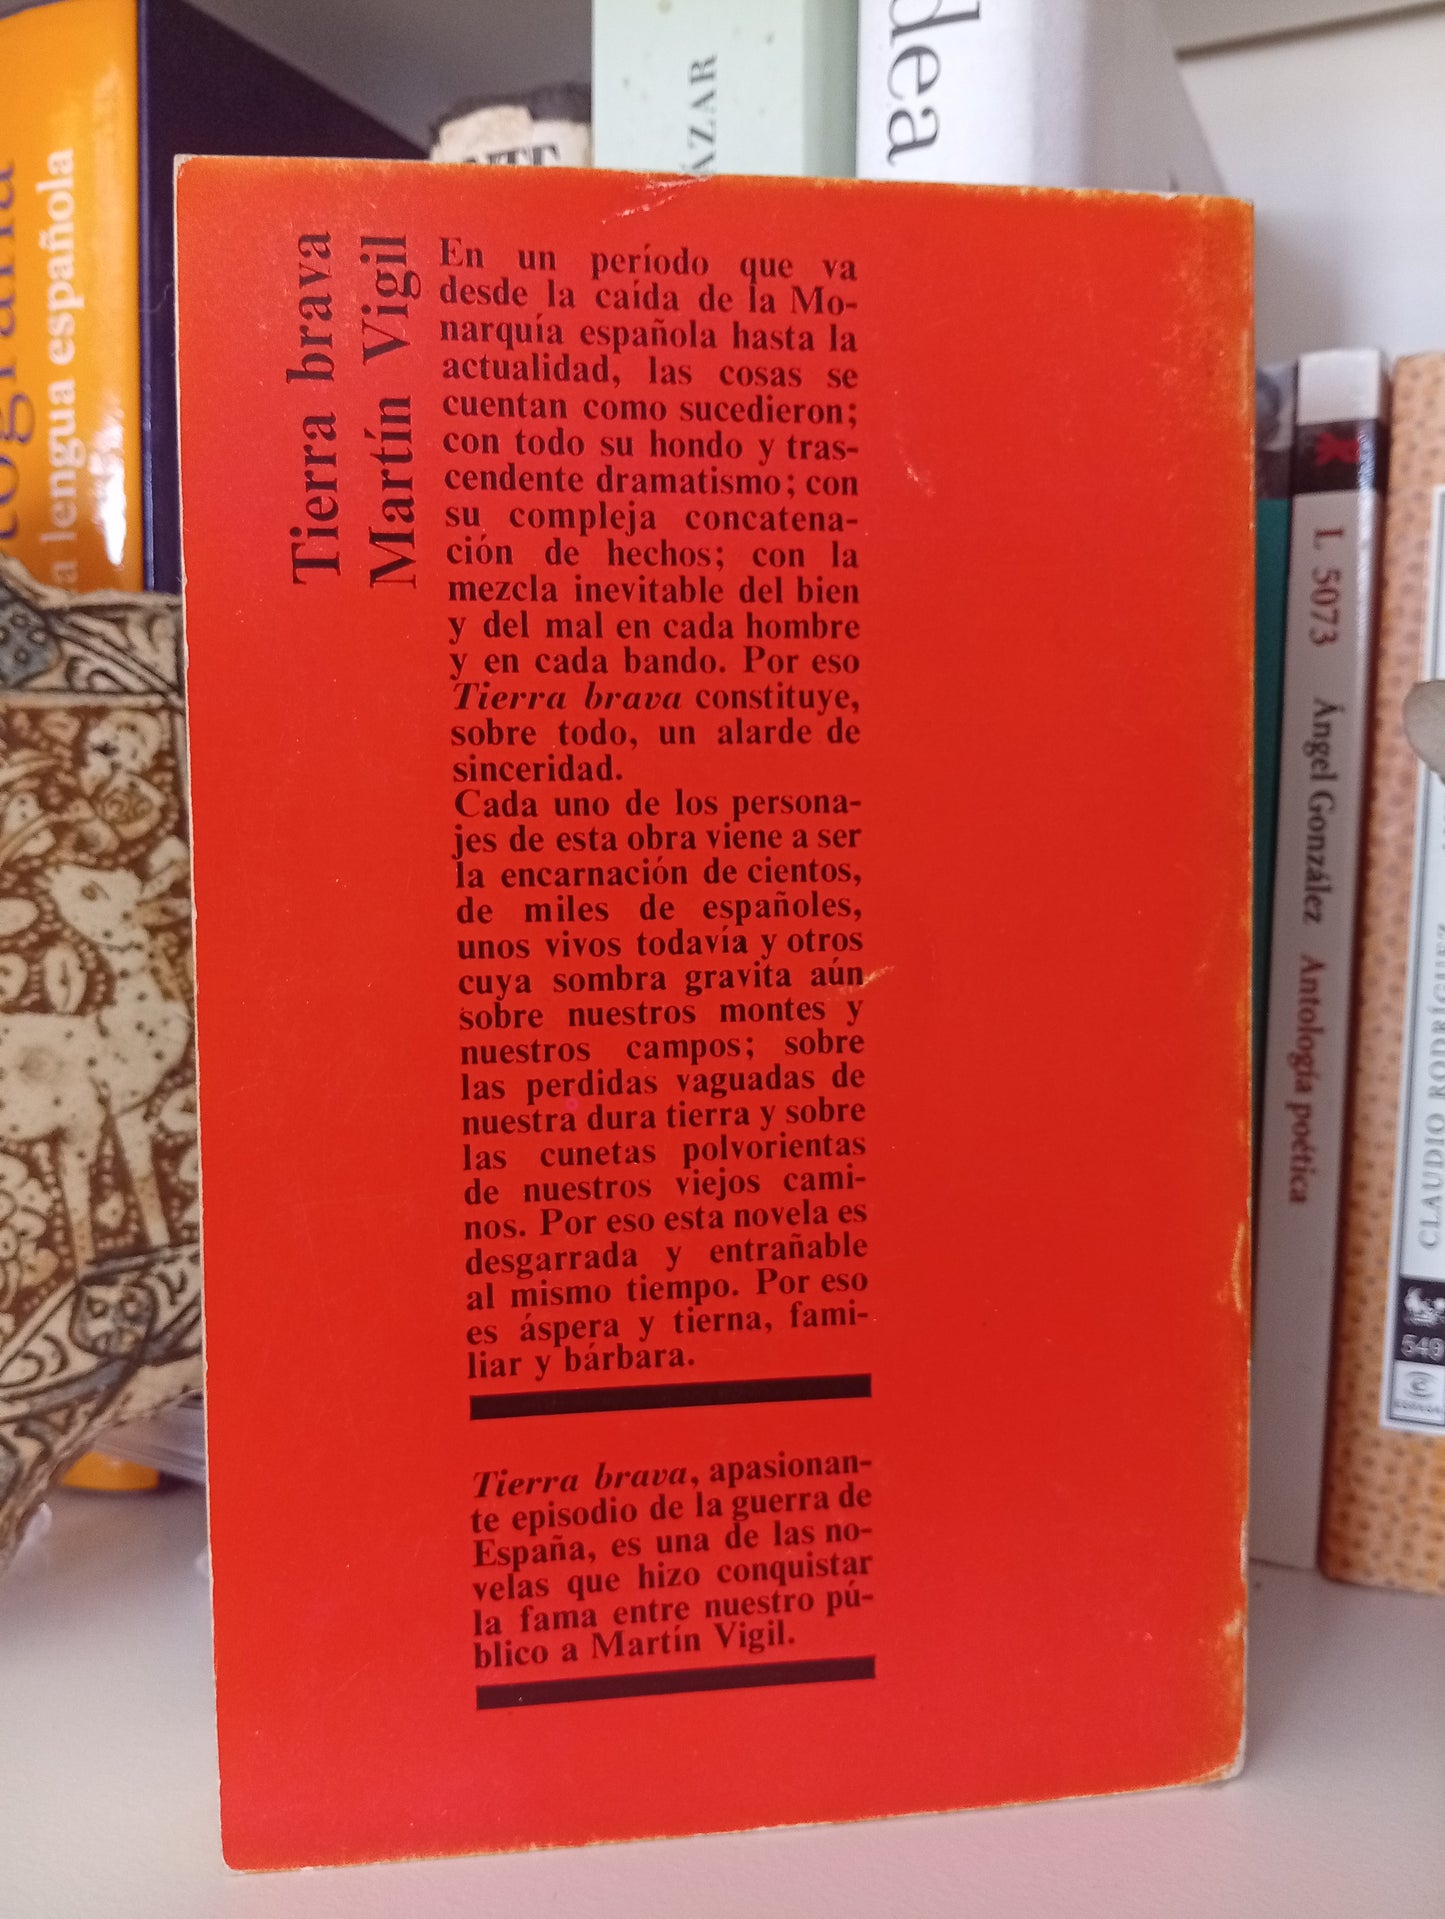 Tierra brava
Martín Vigil
En un período que va
desde la caída de la Mo-
narquía española hasta la
actualidad, las cosas se
cuentan como sucedieron;
con todo su hondo y tras-
cendente dramatismo; con
su compleja concatena-
ción de hechos; con la
mezcla inevitable del bien
y del mal en cada hombre
y en cada bando. Por eso
Tierra brava constituye,
sobre todo, un alarde de
sinceridad.
Cada uno de los persona-
jes de esta obra viene a ser
la encarnación de cientos,
de miles de españoles,
unos vivos todavía y otros
cuya sombra gravita aún
sobre nuestros montes y
nuestros campos; sobre
las perdidas vaguadas de
nuestra dura tierra y sobre
las cunetas polvorientas
de nuestros viejos cami-
nos. Por eso esta novela es
desgarrada y entrañable
al mismo tiempo. Por eso
es áspera y tierna, fami-
liar y bárbara.
Tierra brava, apasionan-
te episodio de la guerra de
España, es una de las no-
velas que hizo conquistar
la fama entre nuestro pú-
blico a Martín Vigil.
a lengua española
dea
L 5073 Ángel González Antología poética
CLAUDIO RODRÍGUEZ
549